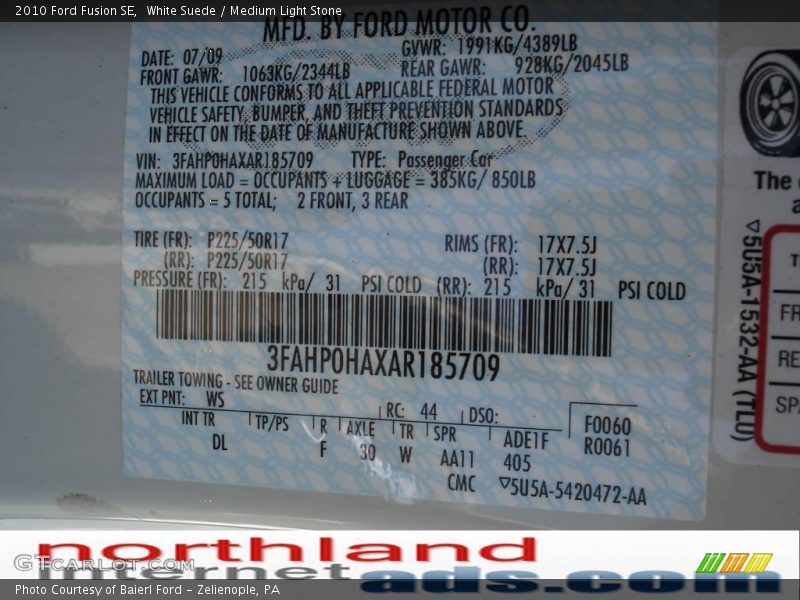 2010 Ford Fusion SE, White Suede / Medium Light Stone
MFD. BY FORD MOTOR CO.
DATE: 07/09 GVWR: 1991KG/4389LB
FRONT GAWR: 1063KG/2344LB REAR GAWR: 928KG/2045LB
THIS VEHICLE CONFORMS TO ALL APPLICABLE FEDERAL MOTOR
VEHICLE SAFETY, BUMPER, AND THEFT PREVENTION STANDARDS
IN EFFECT ON THE DATE OF MANUFACTURE SHOWN ABOVE.
VIN: 3FAHP0HAXAR185709 TYPE: Passenger Car
MAXIMUM LOAD = OCCUPANTS + LUGGAGE = 385KG/ 850LB
OCCUPANTS = 5 TOTAL; 2 FRONT, 3 REAR
TIRE (FR): P225/50R17 RIMS (FR): 17X7.5J
(RR): P225/50R17 (RR): 17X7.5J
PRESSURE (FR): 215 kPa/ 31 PSI COLD (RR): 215 kPa/ 31 PSI COLD
3FAHP0HAXAR185709
TRAILER TOWING - SEE OWNER GUIDE
EXT PNT: WS RC: 44 DSO:
INT TR TP/PS R AXLE TR SPR ADE1F F0060
DL F 30 W AA11 405 R0061
CMC ▽5U5A-5420472-AA
The
▽5U5A-1532-AA (TLU)
T
FR
RE
SP
northland
internet ads.com
GTCarLot.com
Photo Courtesy of Baierl Ford - Zelienople, PA